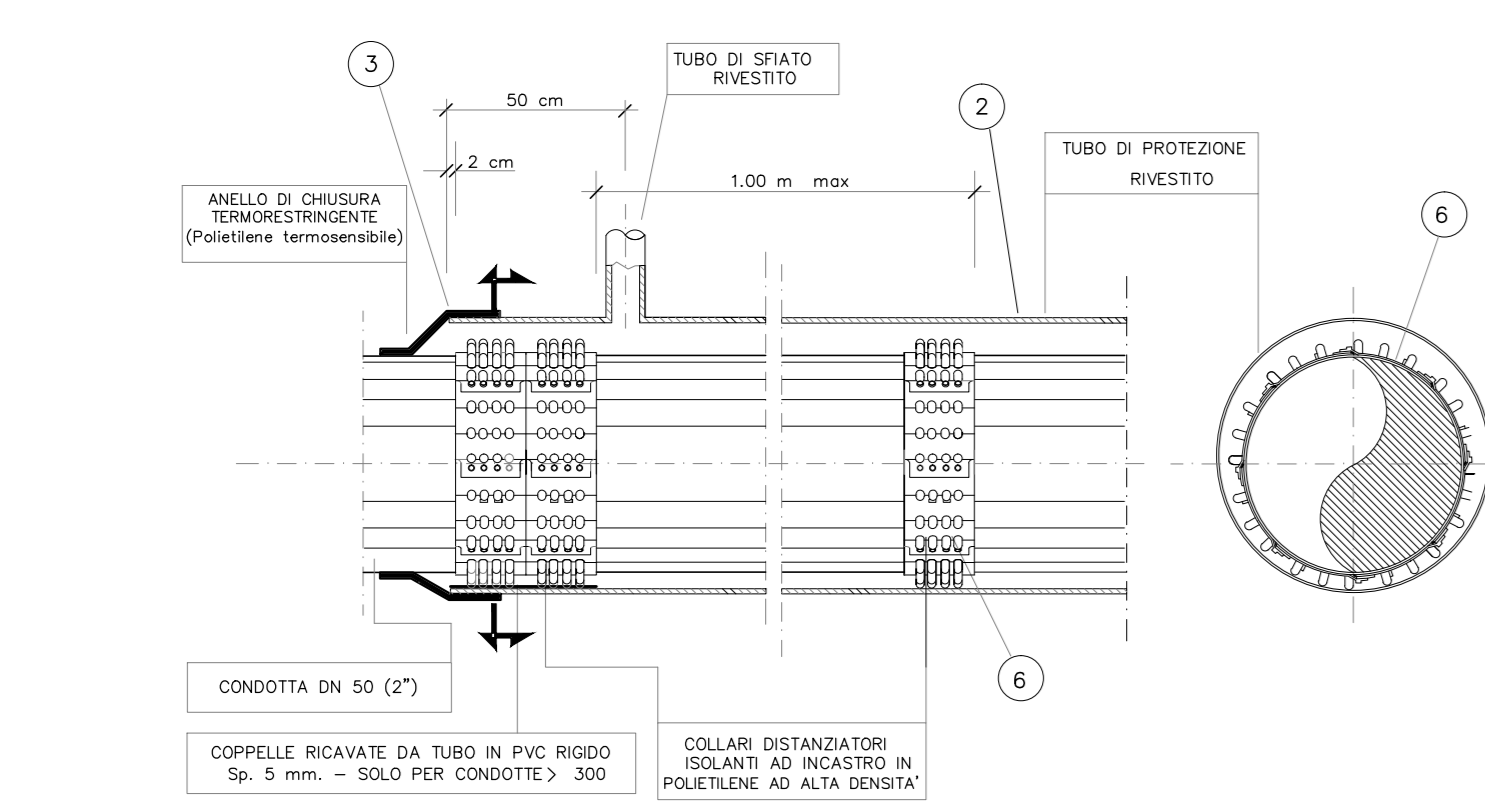 3
TUBO DI SFIATO
RIVESTITO
50 cm
2
2 cm
TUBO DI PROTEZIONE
RIVESTITO
1.00 m max
ANELLO DI CHIUSURA
TERMORESTRINGENTE
(Polietilene termosensibile)
6
CONDOTTA DN 50 (2")
6
COPPELLE RICAVATE DA TUBO IN PVC RIGIDO
Sp. 5 mm. – SOLO PER CONDOTTE > 300
COLLARI DISTANZIATORI
ISOLANTI AD INCASTRO IN
POLIETILENE AD ALTA DENSITA'